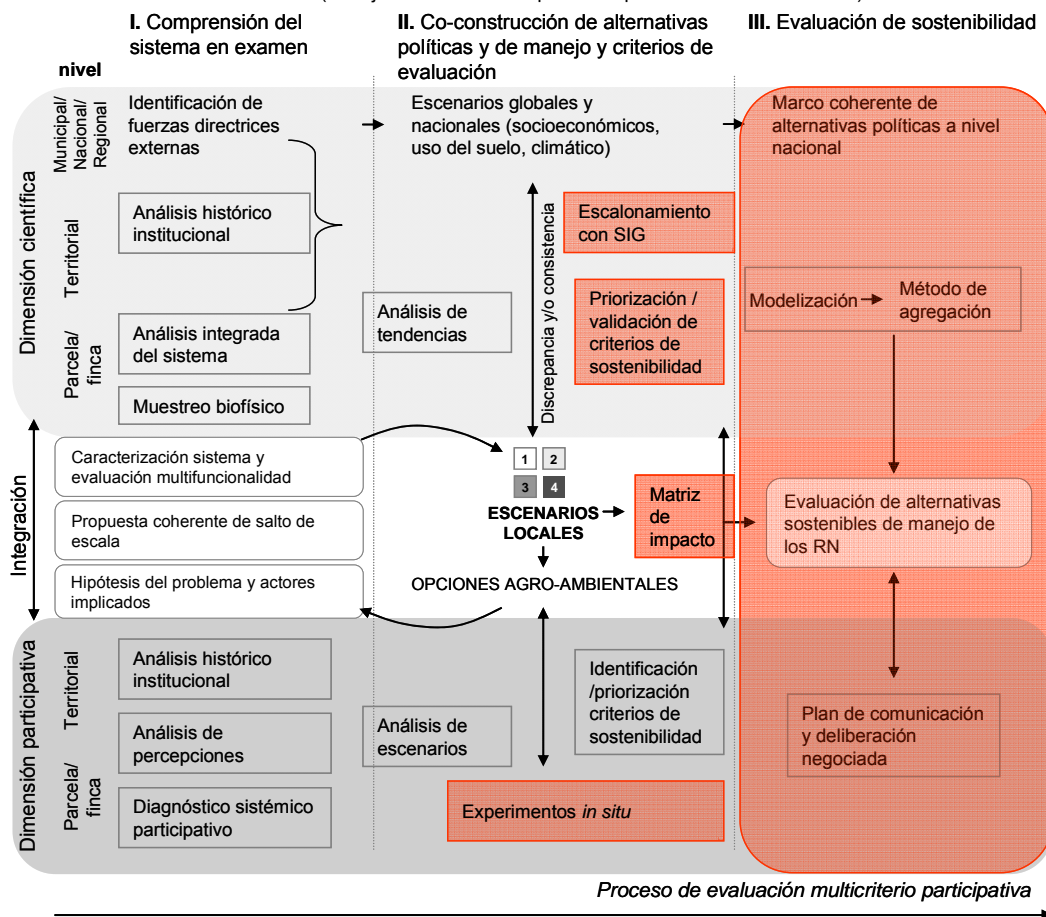 I. Comprensión del
sistema en examen
II. Co-construcción de alternativas
políticas y de manejo y criterios de
evaluación
III. Evaluación de sostenibilidad
nivel
Dimensión científica
Municipal/
Nacional/
Regional
Identificación de
fuerzas directrices
externas
Escenarios globales y
nacionales (socioeconómicos,
uso del suelo, climático)
Marco coherente de
alternativas políticas a nivel
nacional
Territorial
Análisis histórico
institucional
Discrepancia y/o consistencia
Escalonamiento
con SIG
Parcela/
finca
Análisis integrada
del sistema
Muestreo biofísico
Análisis de
tendencias
Priorización /
validación de
criterios de
sostenibilidad
Modelización
Método de
agregación
Integración
Caracterización sistema y
evaluación multifuncionalidad
Propuesta coherente de salto de
escala
Hipótesis del problema y actores
implicados
1 2
3 4
ESCENARIOS
LOCALES
OPCIONES AGRO-AMBIENTALES
Matriz
de
impacto
Evaluación de alternativas
sostenibles de manejo de
los RN
Dimensión participativa
Territorial
Análisis histórico
institucional
Análisis de
percepciones
Parcela/
finca
Diagnóstico sistémico
participativo
Análisis de
escenarios
Identificación
/priorización
criterios de
sostenibilidad
Experimentos in situ
Plan de comunicación
y deliberación
negociada
Proceso de evaluación multicriterio participativa